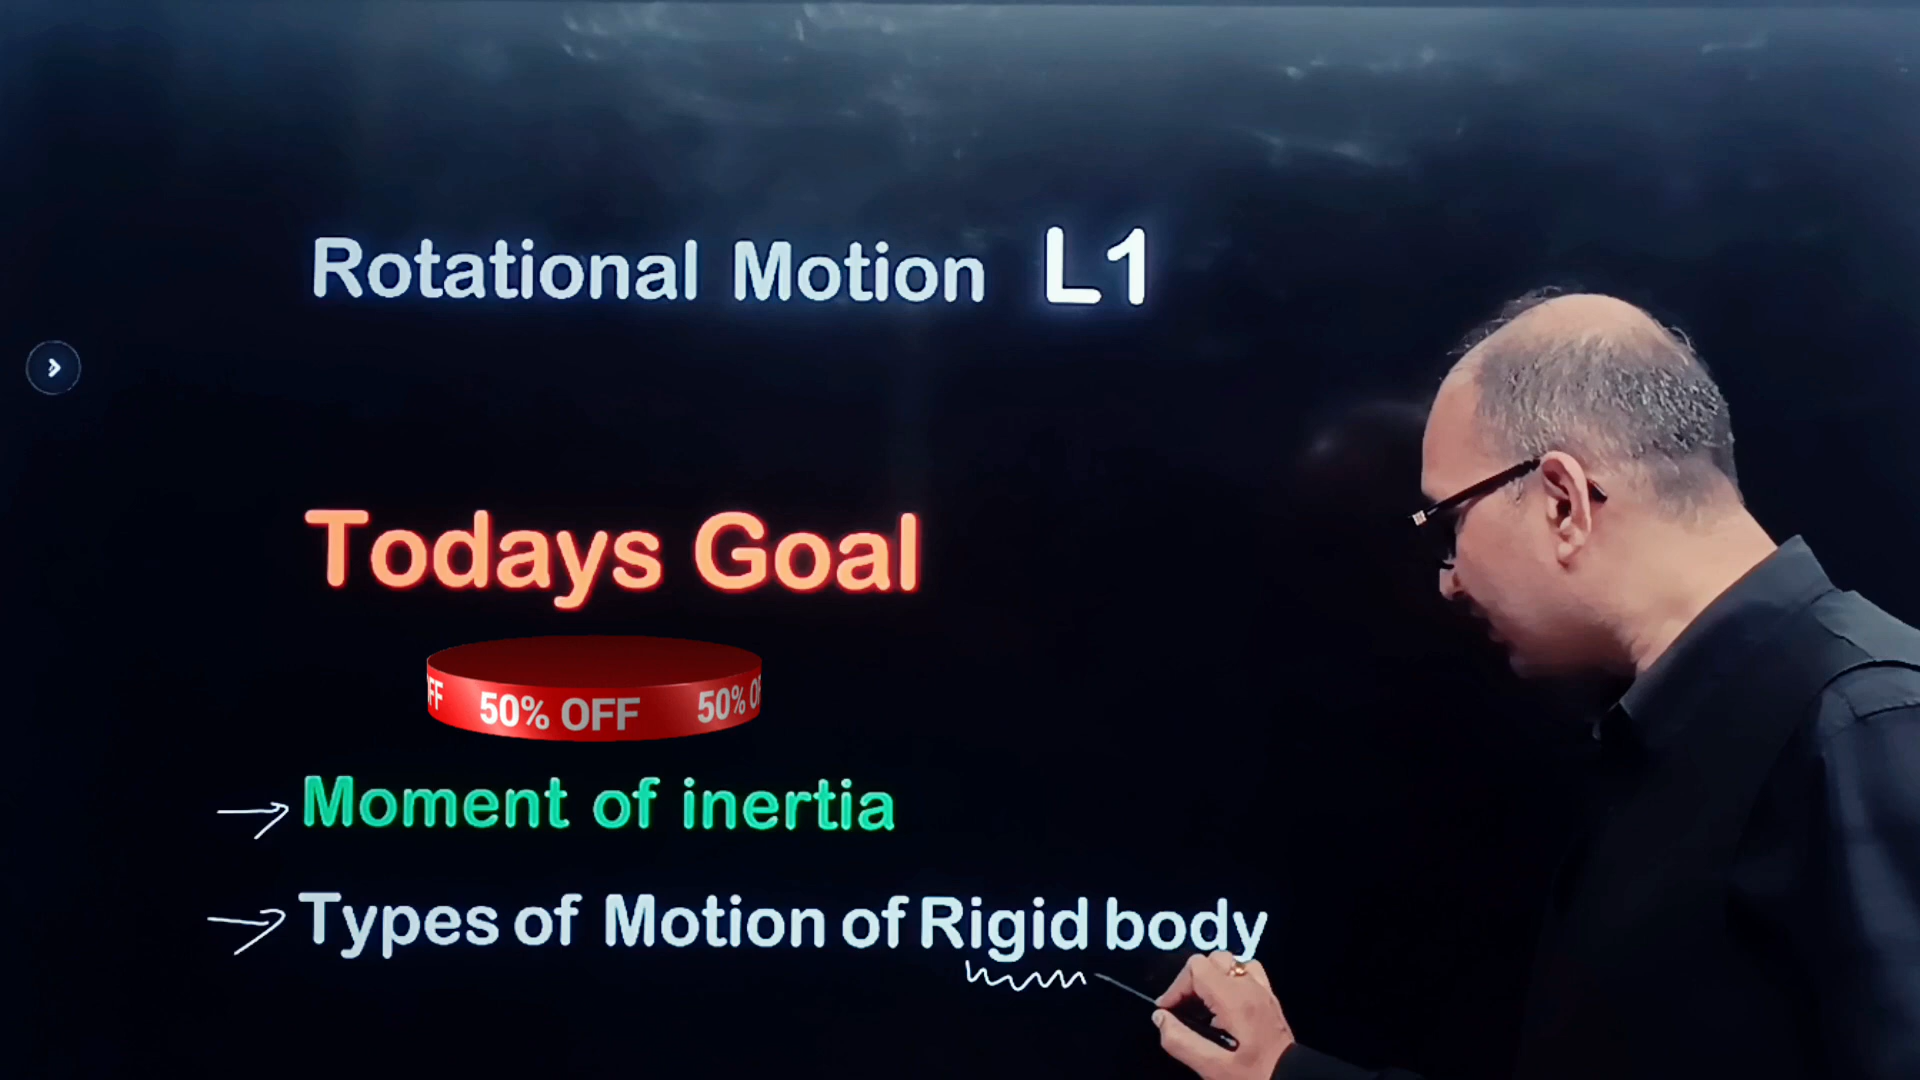 Rotational Motion L1
Todays Goal
50% OFF 50%
Moment of inertia
Types of Motion of Rigid body